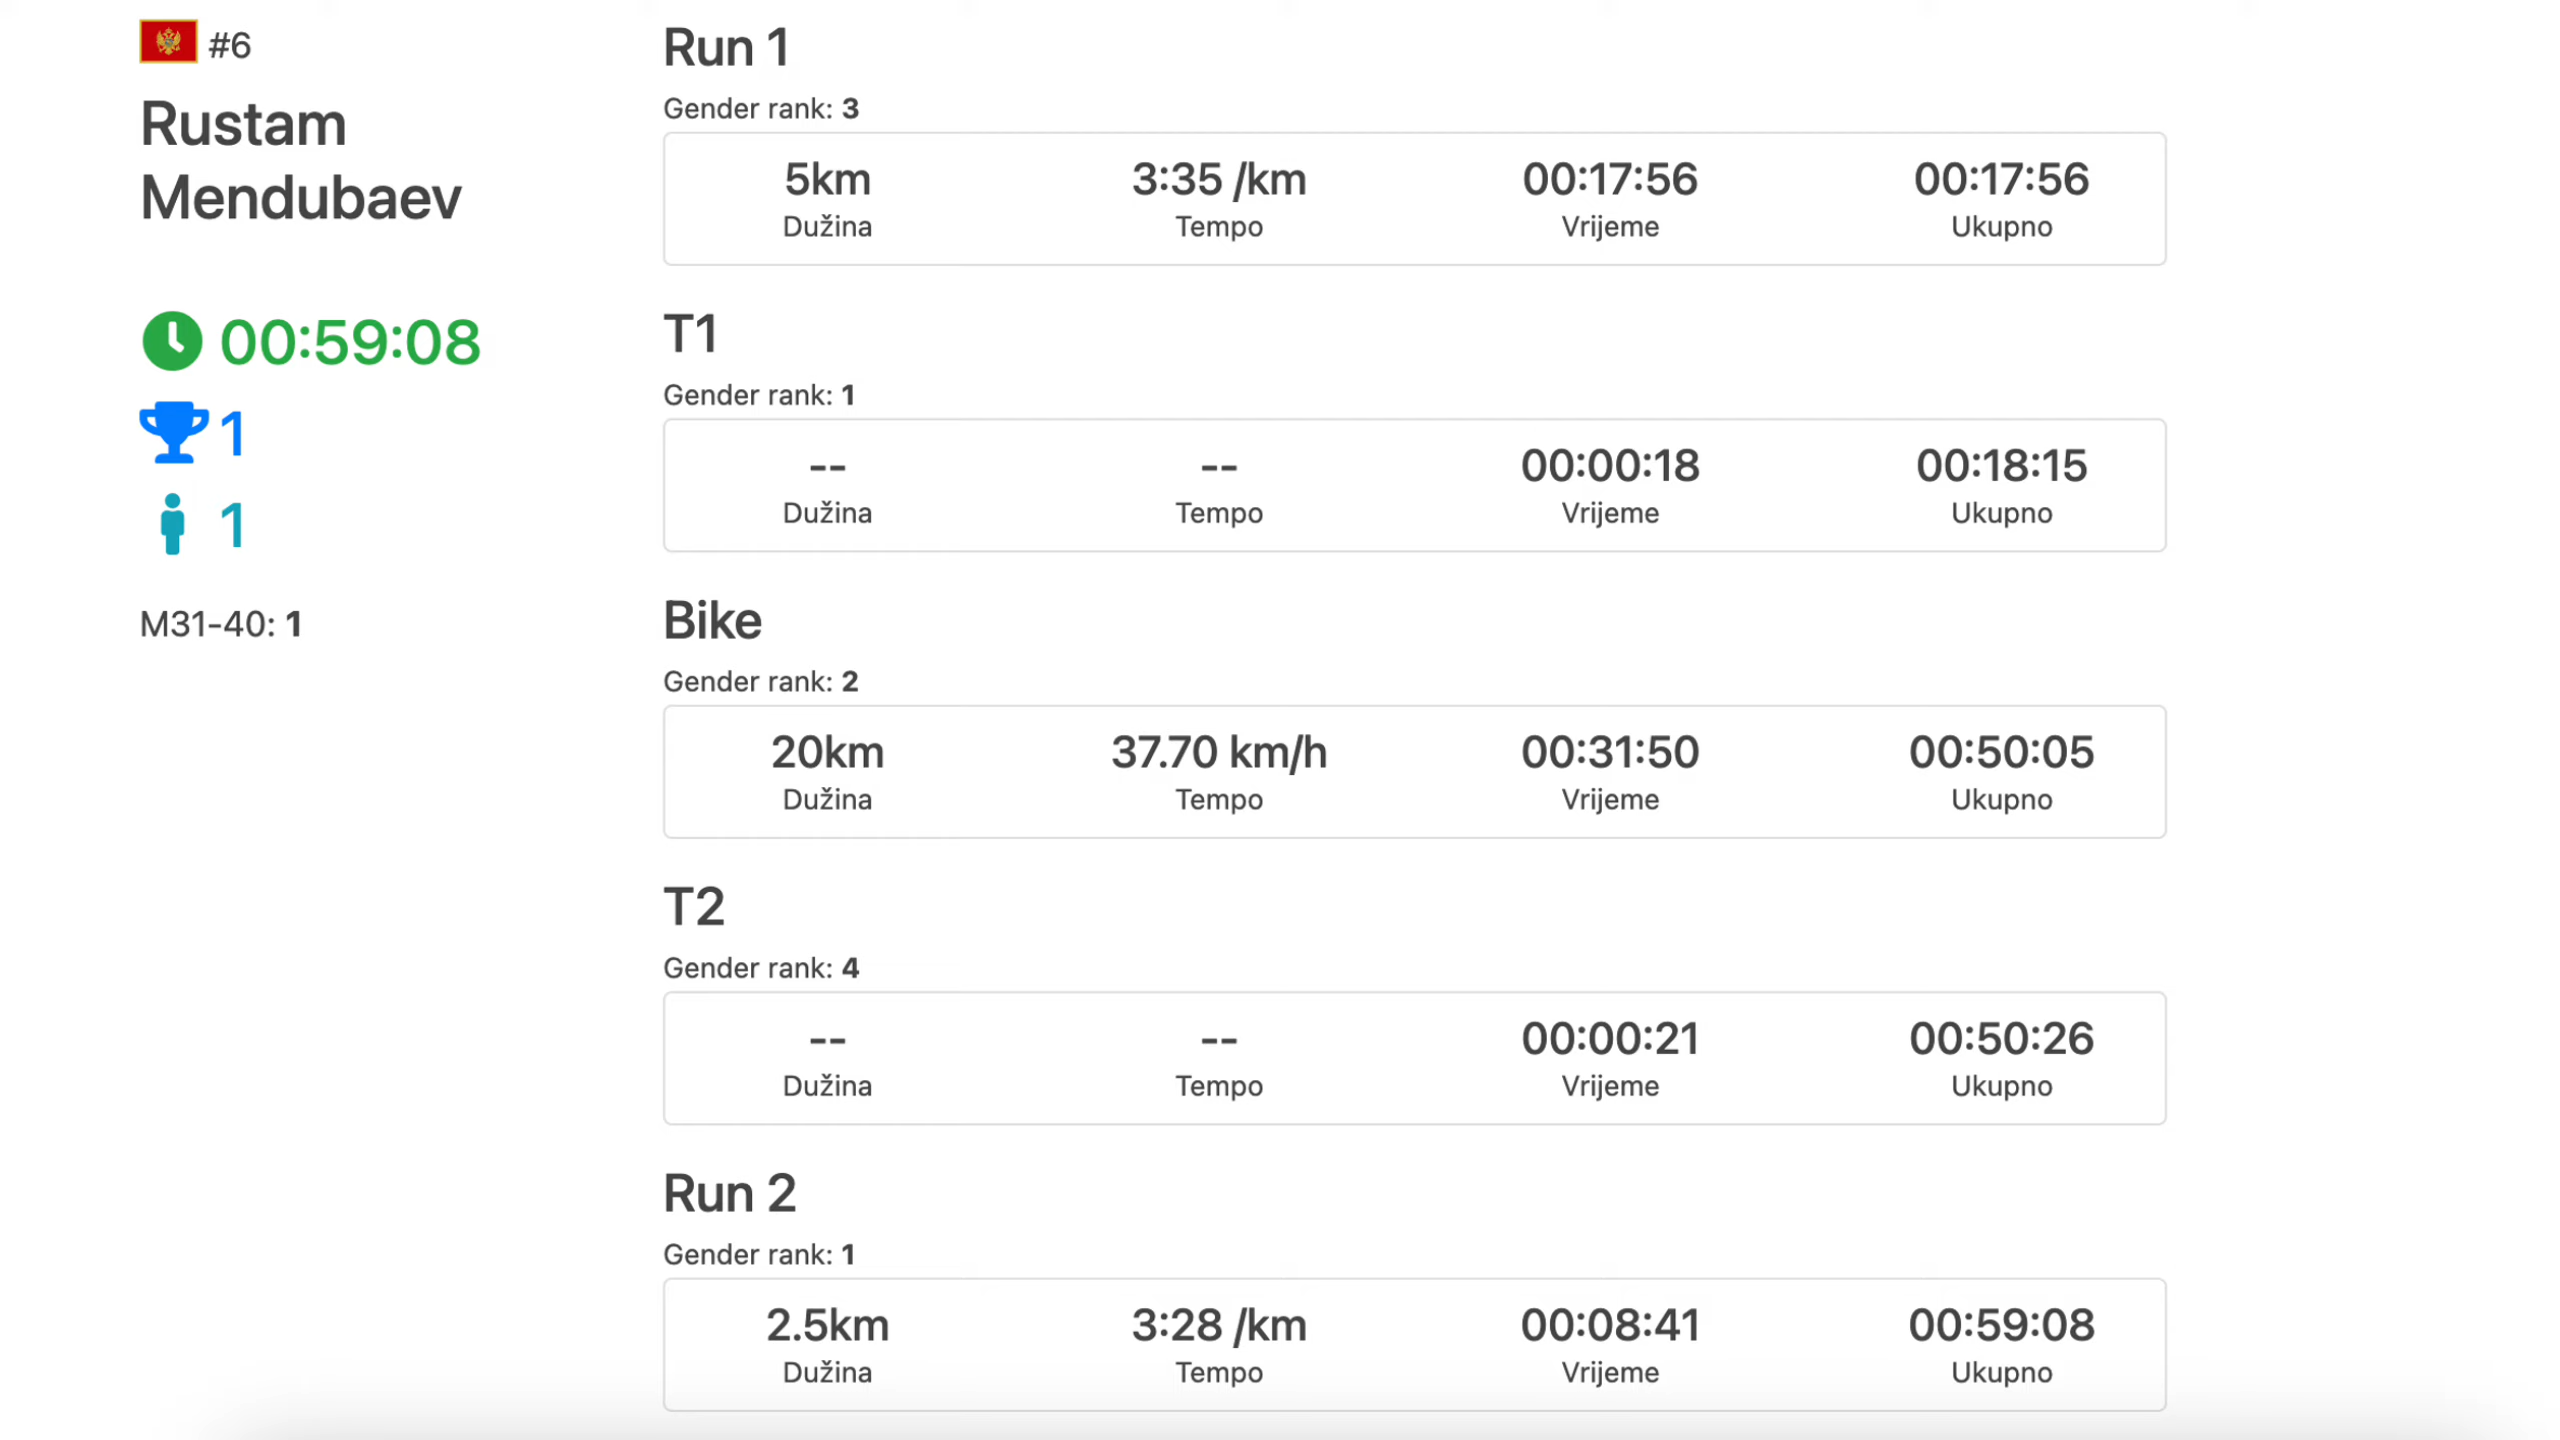 #6
Rustam
Mendubaev
00:59:08
1
1
M31-40: 1
Run 1
Gender rank: 3
5km 3:35 /km 00:17:56 00:17:56
Dužina Tempo Vrijeme Ukupno
T1
Gender rank: 1
-- -- 00:00:18 00:18:15
Dužina Tempo Vrijeme Ukupno
Bike
Gender rank: 2
20km 37.70 km/h 00:31:50 00:50:05
Dužina Tempo Vrijeme Ukupno
T2
Gender rank: 4
-- -- 00:00:21 00:50:26
Dužina Tempo Vrijeme Ukupno
Run 2
Gender rank: 1
2.5km 3:28 /km 00:08:41 00:59:08
Dužina Tempo Vrijeme Ukupno